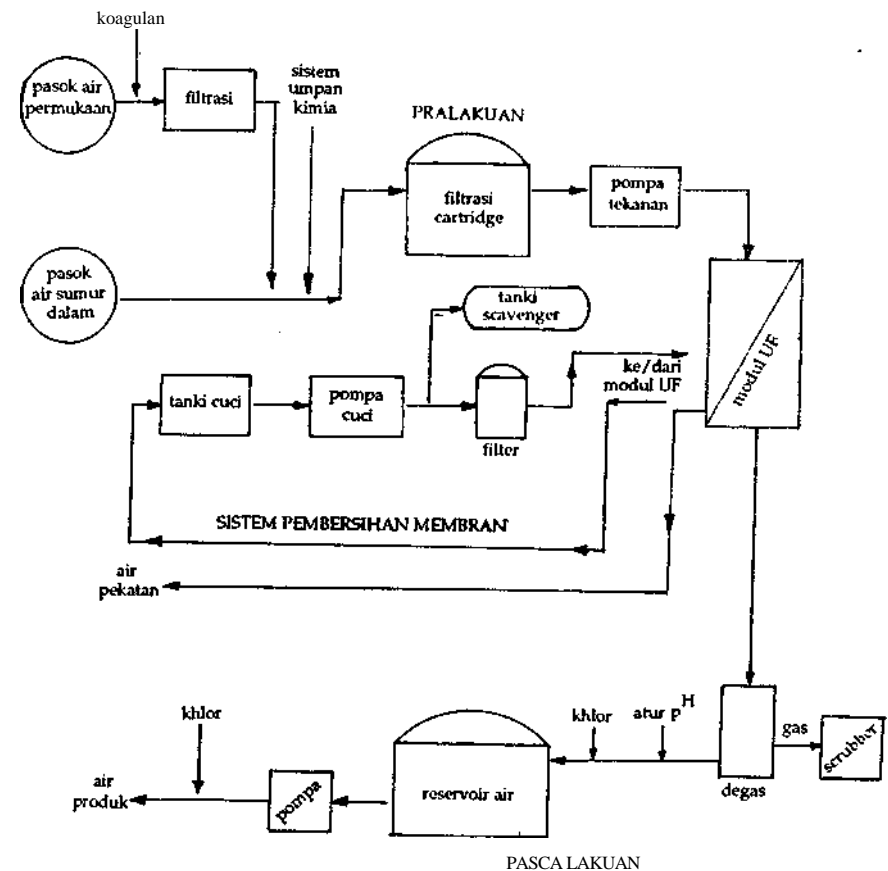 koagulan
pasok air
permukaan
filtrasi
sistem
umpan
kimia
PRALAKUAN
filtrasi
cartridge
pompa
tekanan
pasok
air sumur
dalam
tanki
scavenger
modul UF
ke/dari
modul UF
tanki cuci
pompa
cuci
filter
SISTEM PEMBERSIHAN MEMBRAN
air
pekatan
khlor
khlor
atur pH
gas
scrubber
degas
air
produk
pompa
reservoir air
PASCA LAKUAN